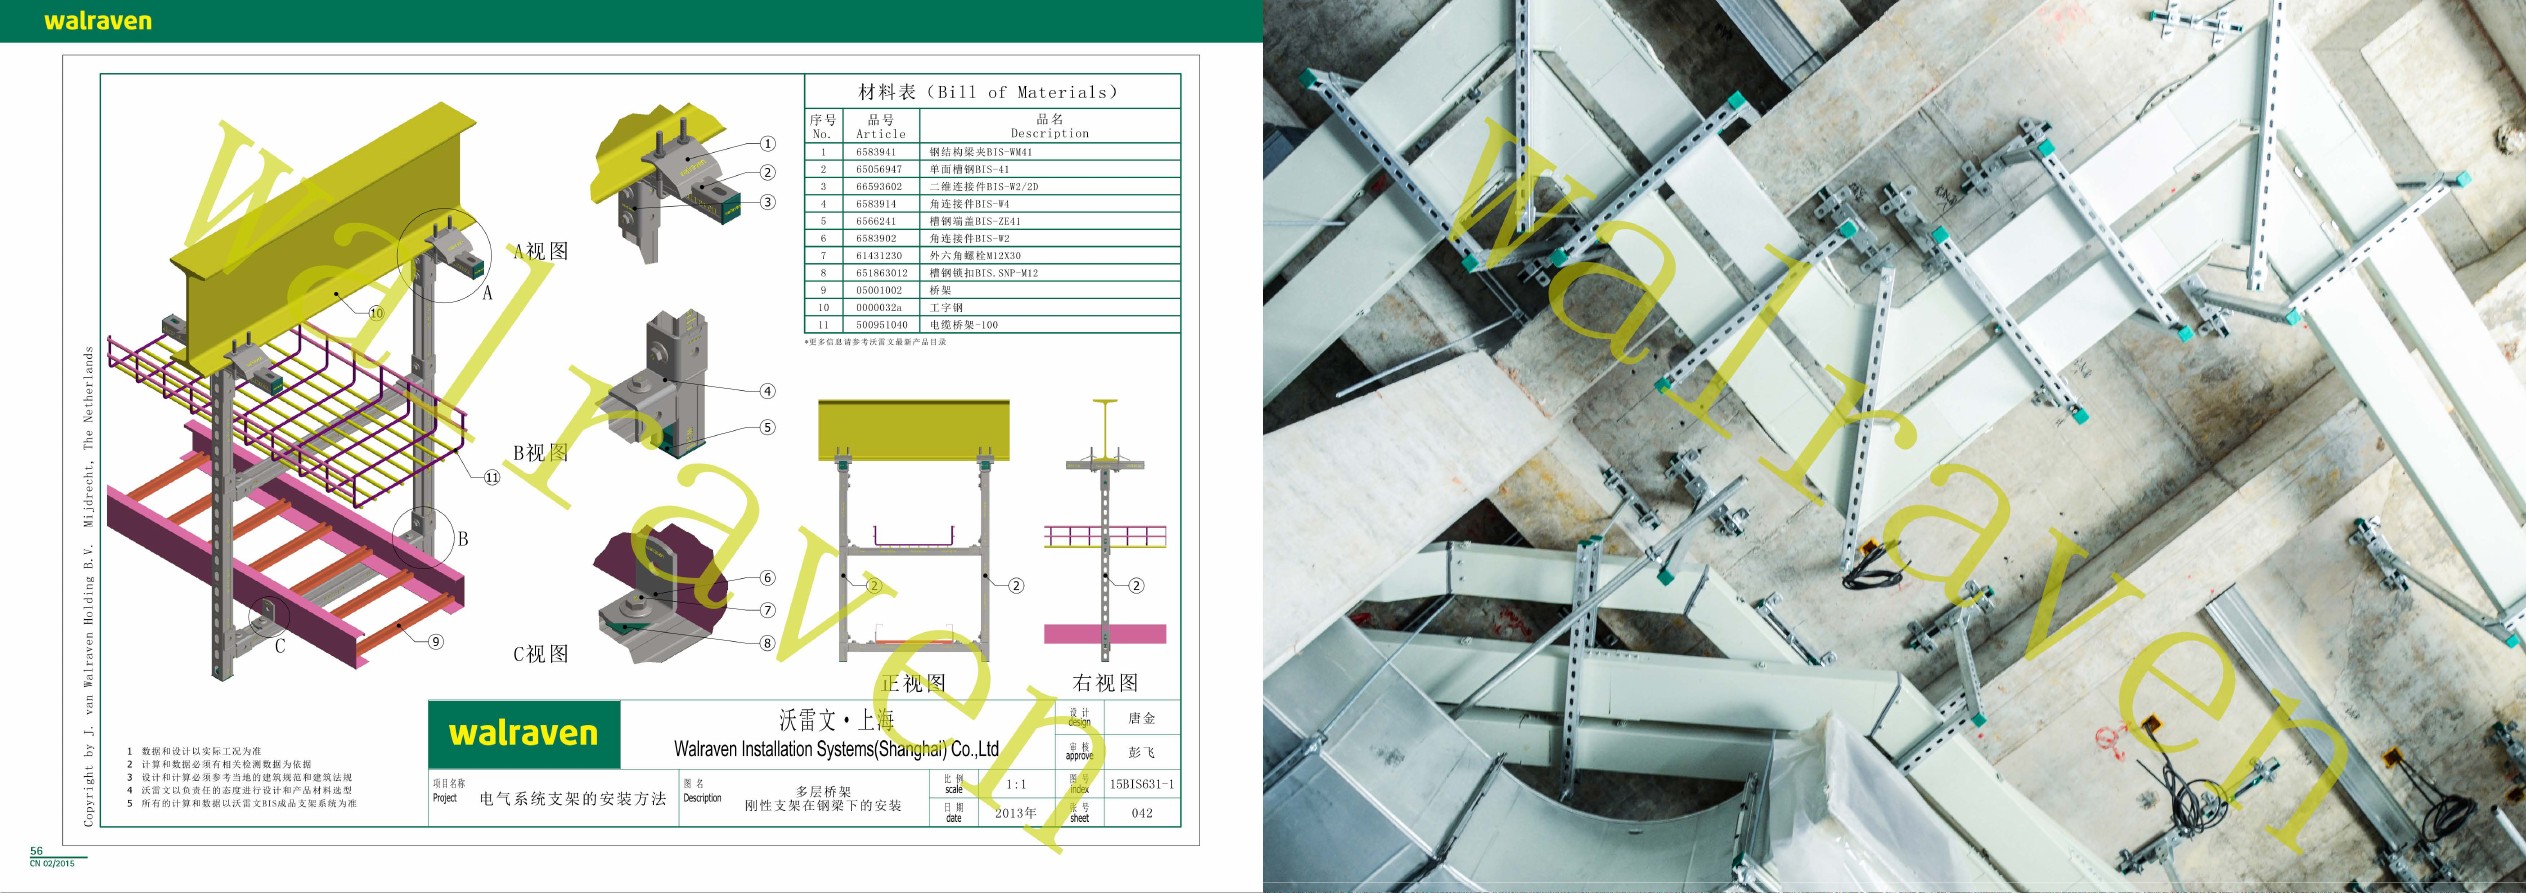 walraven
材料表（Bill of Materials）
序号 品号 品名
No. Article Description
1 6583941 钢结构梁夹BIS-WM41
2 65056947 单面槽钢BIS-41
3 66593602 二维连接件BIS-W2/2D
4 6583914 角连接件BIS-W4
5 6566241 槽钢端盖BIS-ZE41
6 6583902 角连接件BIS-W2
7 61431230 外六角螺栓M12X30
8 651863012 槽钢锁扣BIS.SNP-M12
9 05001002 桥架
10 0000032a 工字钢
11 500951040 电缆桥架-100
*更多信息请参考沃雷文最新产品目录
A
B
C
10
11
9
A视图
1
2
3
B视图
4
5
C视图
6
7
8
2
2
2
正视图
右视图
Copyright by J. van Walraven Holding B.V. Mijdrecht, The Netherlands
1 数据和设计以实际工况为准
2 计算和数据必须有相关检测数据为依据
3 设计和计算必须参考当地的建筑规范和建筑法规
4 沃雷文以负责任的态度进行设计和产品材料选型
5 所有的计算和数据以沃雷文BIS成品支架系统为准
walraven
沃雷文·上海
Walraven Installation Systems(Shanghai) Co.,Ltd
设计 design 唐金
审核 approve 彭飞
项目名称 Project 电气系统支架的安装方法
图名 Description 多层桥架
刚性支架在钢梁下的安装
比例 scale 1:1
日期 date 2013年
图号 index 15BIS631-1
张号 sheet 042
56
CN 02/2015
walraven
walraven